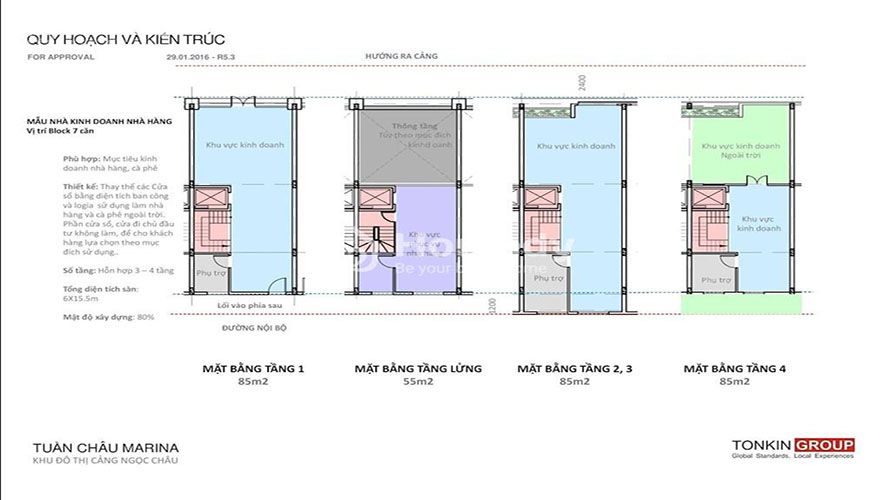 QUY HOẠCH VÀ KIẾN TRÚC
FOR APPROVAL 29.01.2016 - R5.3
HƯỚNG RA CẢNG
2400
MẪU NHÀ KINH DOANH NHÀ HÀNG
Vị trí Block 7 căn
Phù hợp: Mục tiêu kinh
doanh nhà hàng, cà phê
Thiết kế: Thay thế các Cửa
sổ bằng diện tích ban công
và logia sử dụng làm nhà
hàng và cà phê ngoài trời.
Phần cửa sổ, cửa đi chủ đầu
tư không làm, để cho khách
hàng lựa chọn theo mục
đích sử dụng..
Số tầng: Hỗn hợp 3 – 4 tầng
Tổng diện tích sàn:
6X15.5m
Mật độ xây dựng: 80%
Khu vực kinh doanh
Phụ trợ
Lối vào phía sau
ĐƯỜNG NỘI BỘ
Thông tầng
tùy theo mục đích
kinh doanh
Khu vực
phục vụ
nhà hàng
Khu vực kinh doanh
Phụ trợ
1200
Khu vực kinh doanh
Ngoài trời
Khu vực
kinh doanh
Phụ trợ
MẶT BẰNG TẦNG 1
85m2
MẶT BẰNG TẦNG LỬNG
55m2
MẶT BẰNG TẦNG 2, 3
85m2
MẶT BẰNG TẦNG 4
85m2
TUẦN CHÂU MARINA
KHU ĐÔ THỊ CẢNG NGỌC CHÂU
TONKIN GROUP
Global Standards, Local Experiences